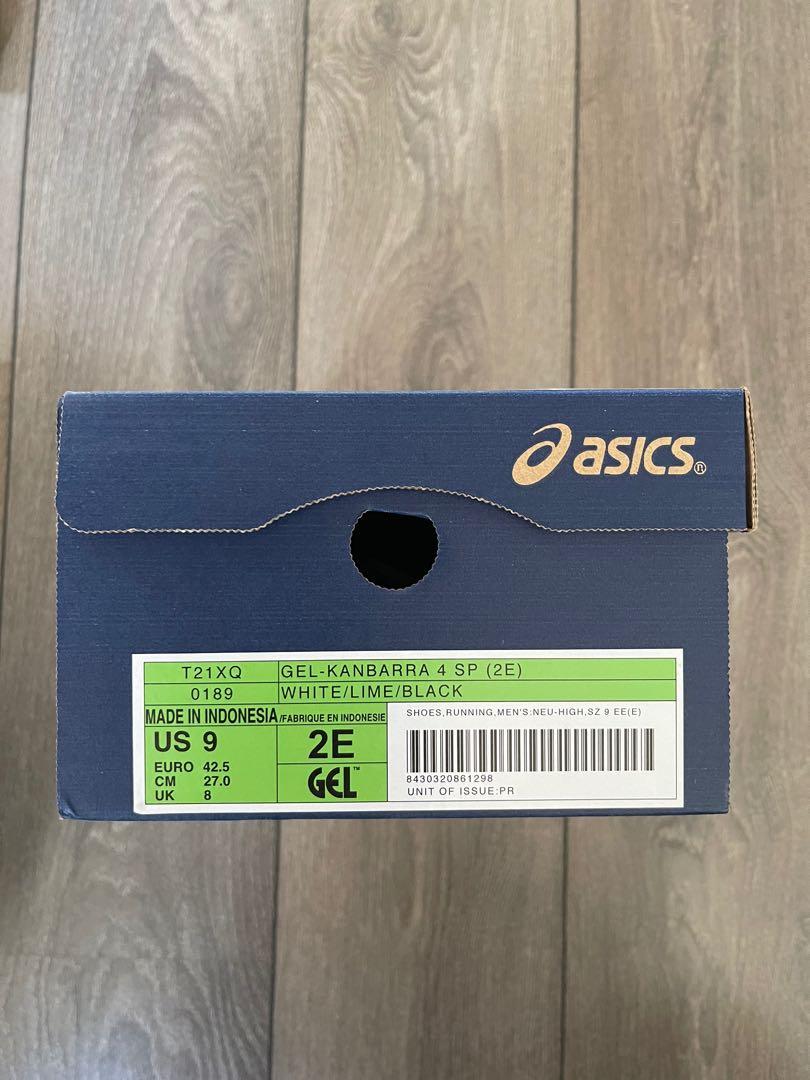 asics®
T21XQ GEL-KANBARRA 4 SP (2E)
0189 WHITE/LIME/BLACK
MADE IN INDONESIA/FABRIQUE EN INDONESIE
SHOES,RUNNING,MEN'S:NEU-HIGH,SZ 9 EE(E)
US 9
2E
EURO 42.5
CM 27.0
UK 8
GEL™
8430320861298
UNIT OF ISSUE:PR